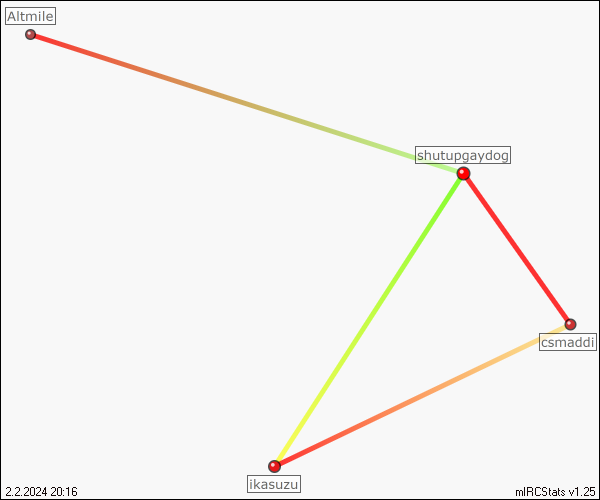 Altmile
shutupgaydog
csmaddi
ikasuzu
2.2.2024 20:16
mIRCStats v1.25